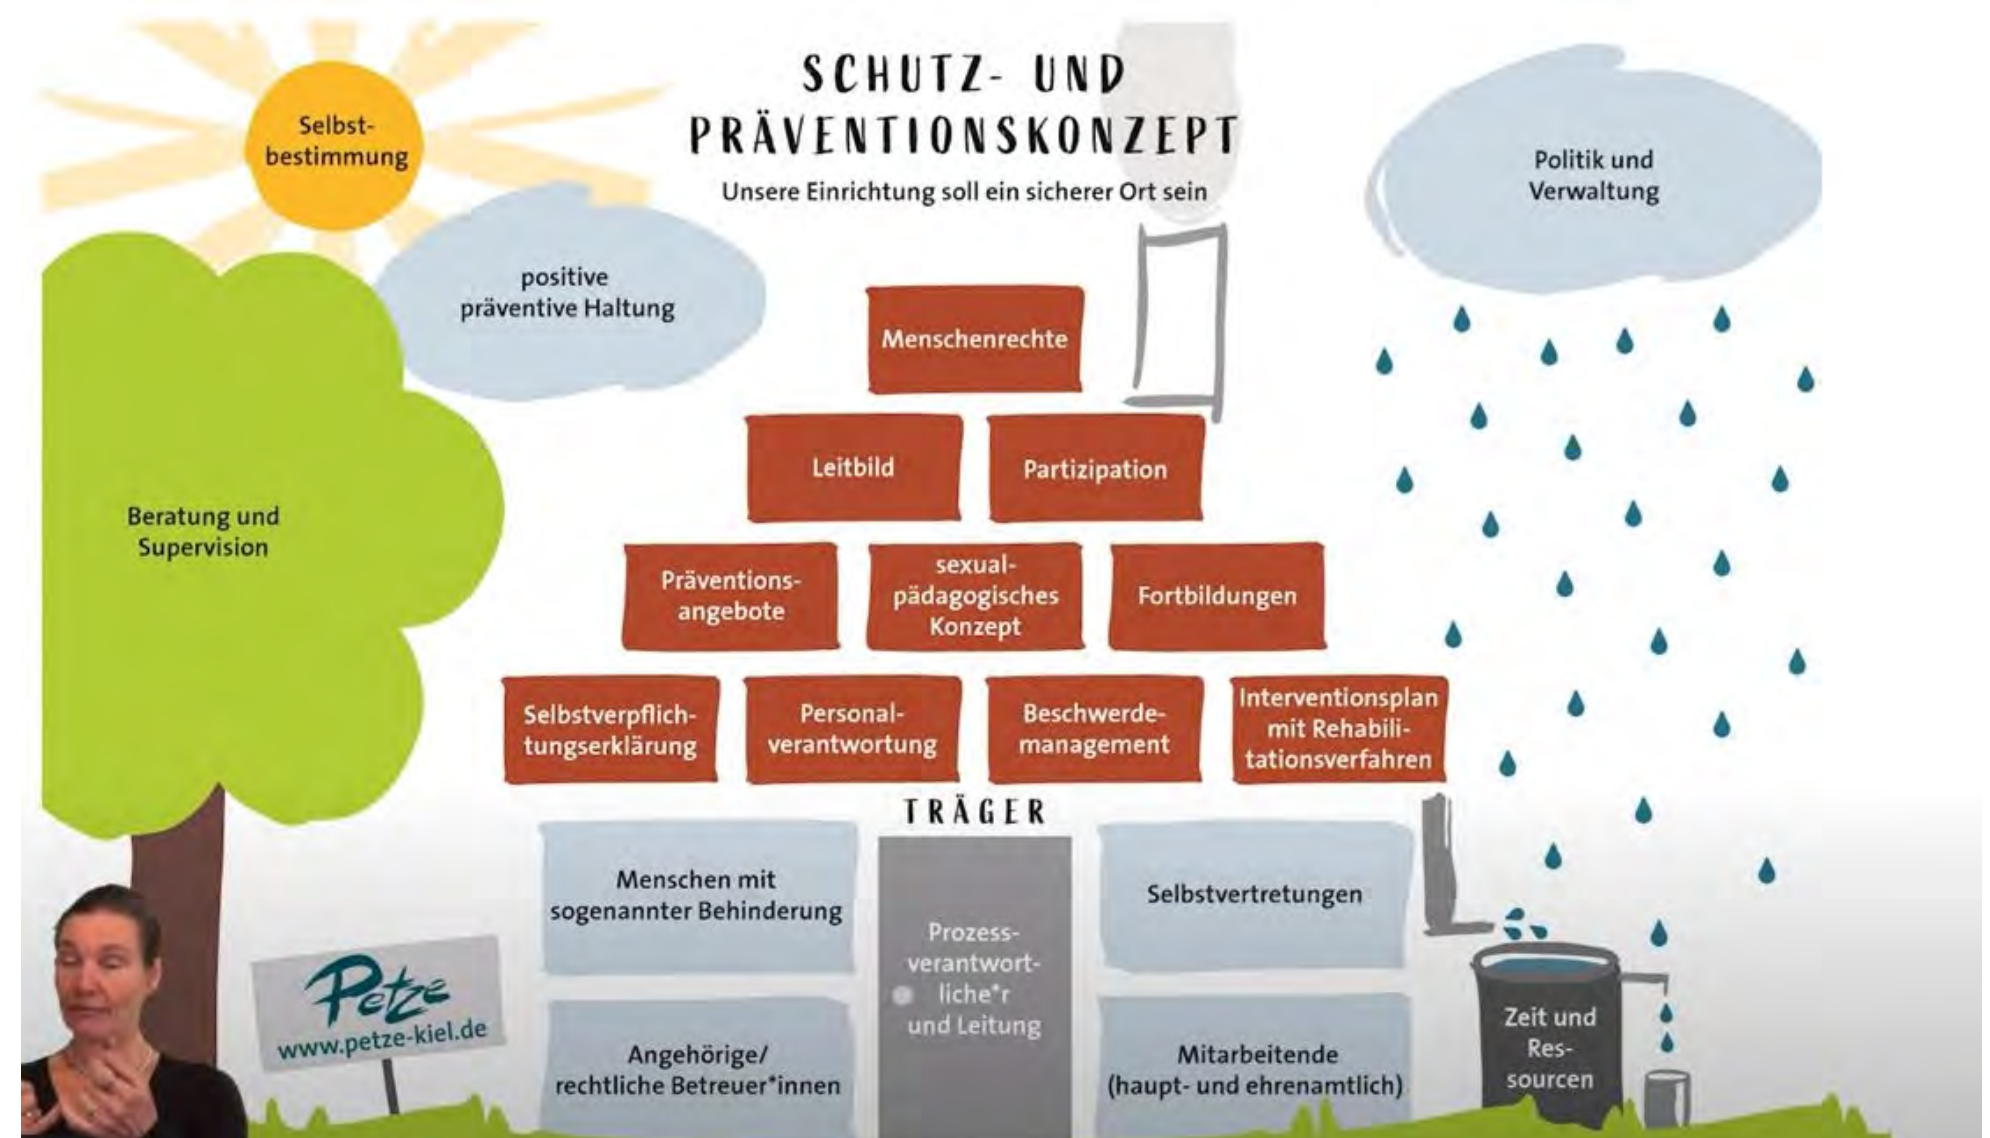 SCHUTZ- UND
PRÄVENTIONSKONZEPT
Unsere Einrichtung soll ein sicherer Ort sein
Selbst-
bestimmung
positive
präventive Haltung
Politik und
Verwaltung
Beratung und
Supervision
Menschenrechte
Leitbild
Partizipation
Präventions-
angebote
sexual-
pädagogisches
Konzept
Fortbildungen
Selbstverpflich-
tungserklärung
Personal-
verantwortung
Beschwerde-
management
Interventionsplan
mit Rehabili-
tationsverfahren
TRÄGER
Menschen mit
sogenannter Behinderung
Prozess-
verantwort-
liche*r
und Leitung
Selbstvertretungen
Angehörige/
rechtliche Betreuer*innen
Mitarbeitende
(haupt- und ehrenamtlich)
Zeit und
Res-
sourcen
Petze
www.petze-kiel.de